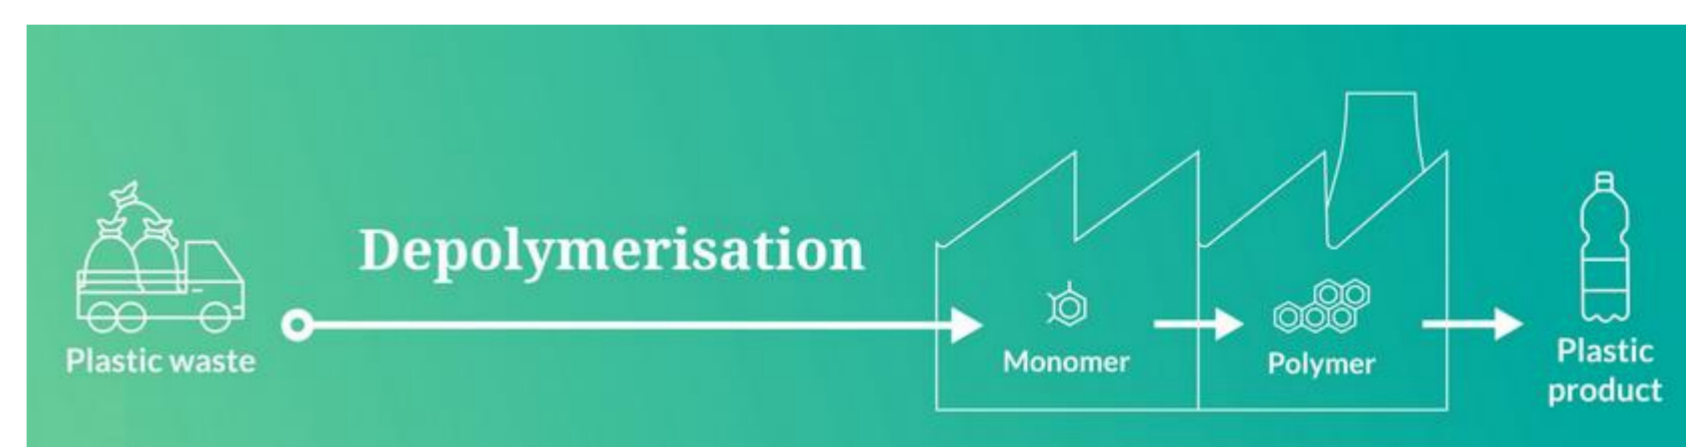 Depolymerisation
Plastic waste
Monomer
Polymer
Plastic
product